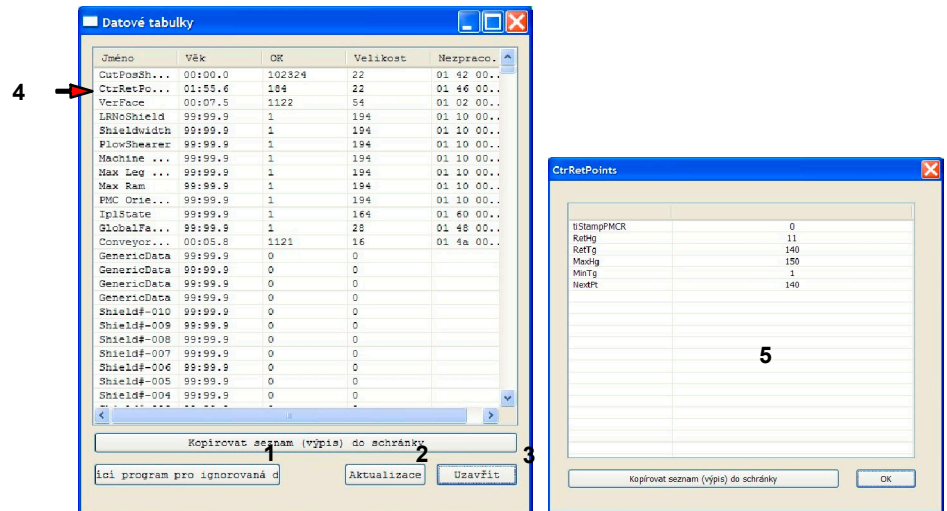 Datové tabulky
Jméno Věk OK Velikost Nezpraco.
CutPosSh... 00:00.0 102324 22 01 42 00..
4
CtrRetPo... 01:55.6 184 22 01 46 00..
VerFace 00:07.5 1122 54 01 02 00..
LRNoShield 99:99.9 1 194 01 10 00..
Shieldwidth 99:99.9 1 194 01 10 00..
PlowShearer 99:99.9 1 194 01 10 00..
Machine ... 99:99.9 1 194 01 10 00..
Max Leg ... 99:99.9 1 194 01 10 00..
Max Ram 99:99.9 1 194 01 10 00..
PMC Orie... 99:99.9 1 194 01 10 00..
IplState 99:99.9 1 164 01 60 00..
GlobalFa... 99:99.9 1 28 01 48 00..
Conveyor... 00:05.8 1121 16 01 4a 00..
GenericData 99:99.9 0 0
GenericData 99:99.9 0 0
GenericData 99:99.9 0 0
GenericData 99:99.9 0 0
Shield#-010 99:99.9 0 0
Shield#-009 99:99.9 0 0
Shield#-008 99:99.9 0 0
Shield#-007 99:99.9 0 0
Shield#-006 99:99.9 0 0
Shield#-005 99:99.9 0 0
Shield#-004 99:99.9 0 0
Kopírovat seznam (výpis) do schránky
1 2 3
ící program pro ignorovaná d Aktualizace Uzavřít
CtrRetPoints
tiStampPMCR 0
RetHg 11
RetTg 140
MaxHg 150
MinTg 1
NextPt 140
5
Kopírovat seznam (výpis) do schránky OK